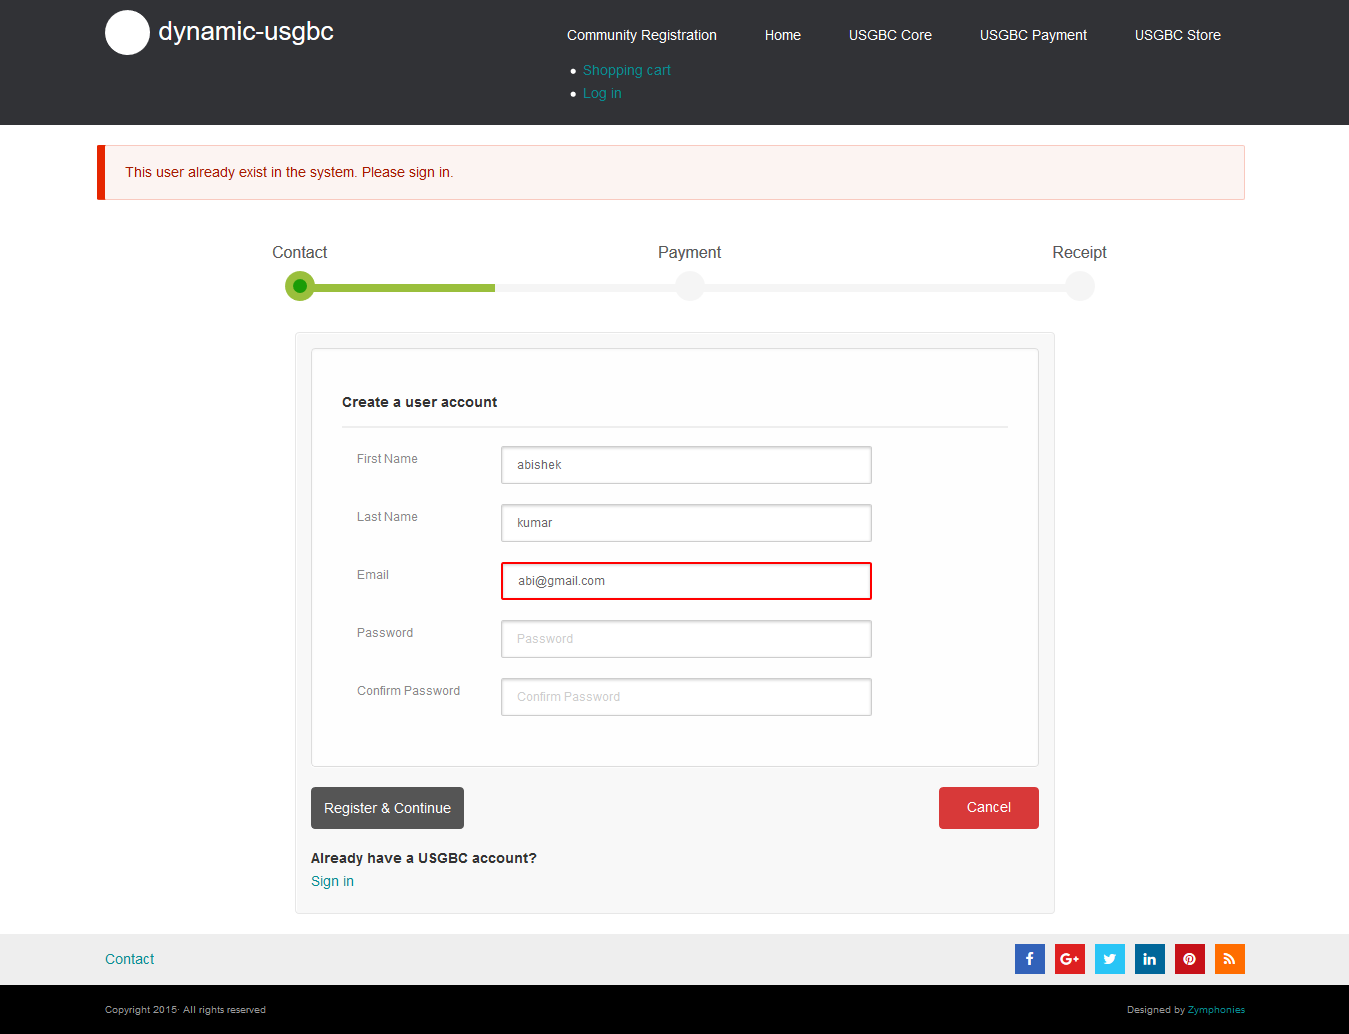 dynamic-usgbc
Community Registration Home USGBC Core USGBC Payment USGBC Store
Shopping cart
Log in
This user already exist in the system. Please sign in.
Contact Payment Receipt
Create a user account
First Name abishek
Last Name kumar
Email abi@gmail.com
Password Password
Confirm Password Confirm Password
Register & Continue Cancel
Already have a USGBC account?
Sign in
Contact
Copyright 2015· All rights reserved Designed by Zymphonies